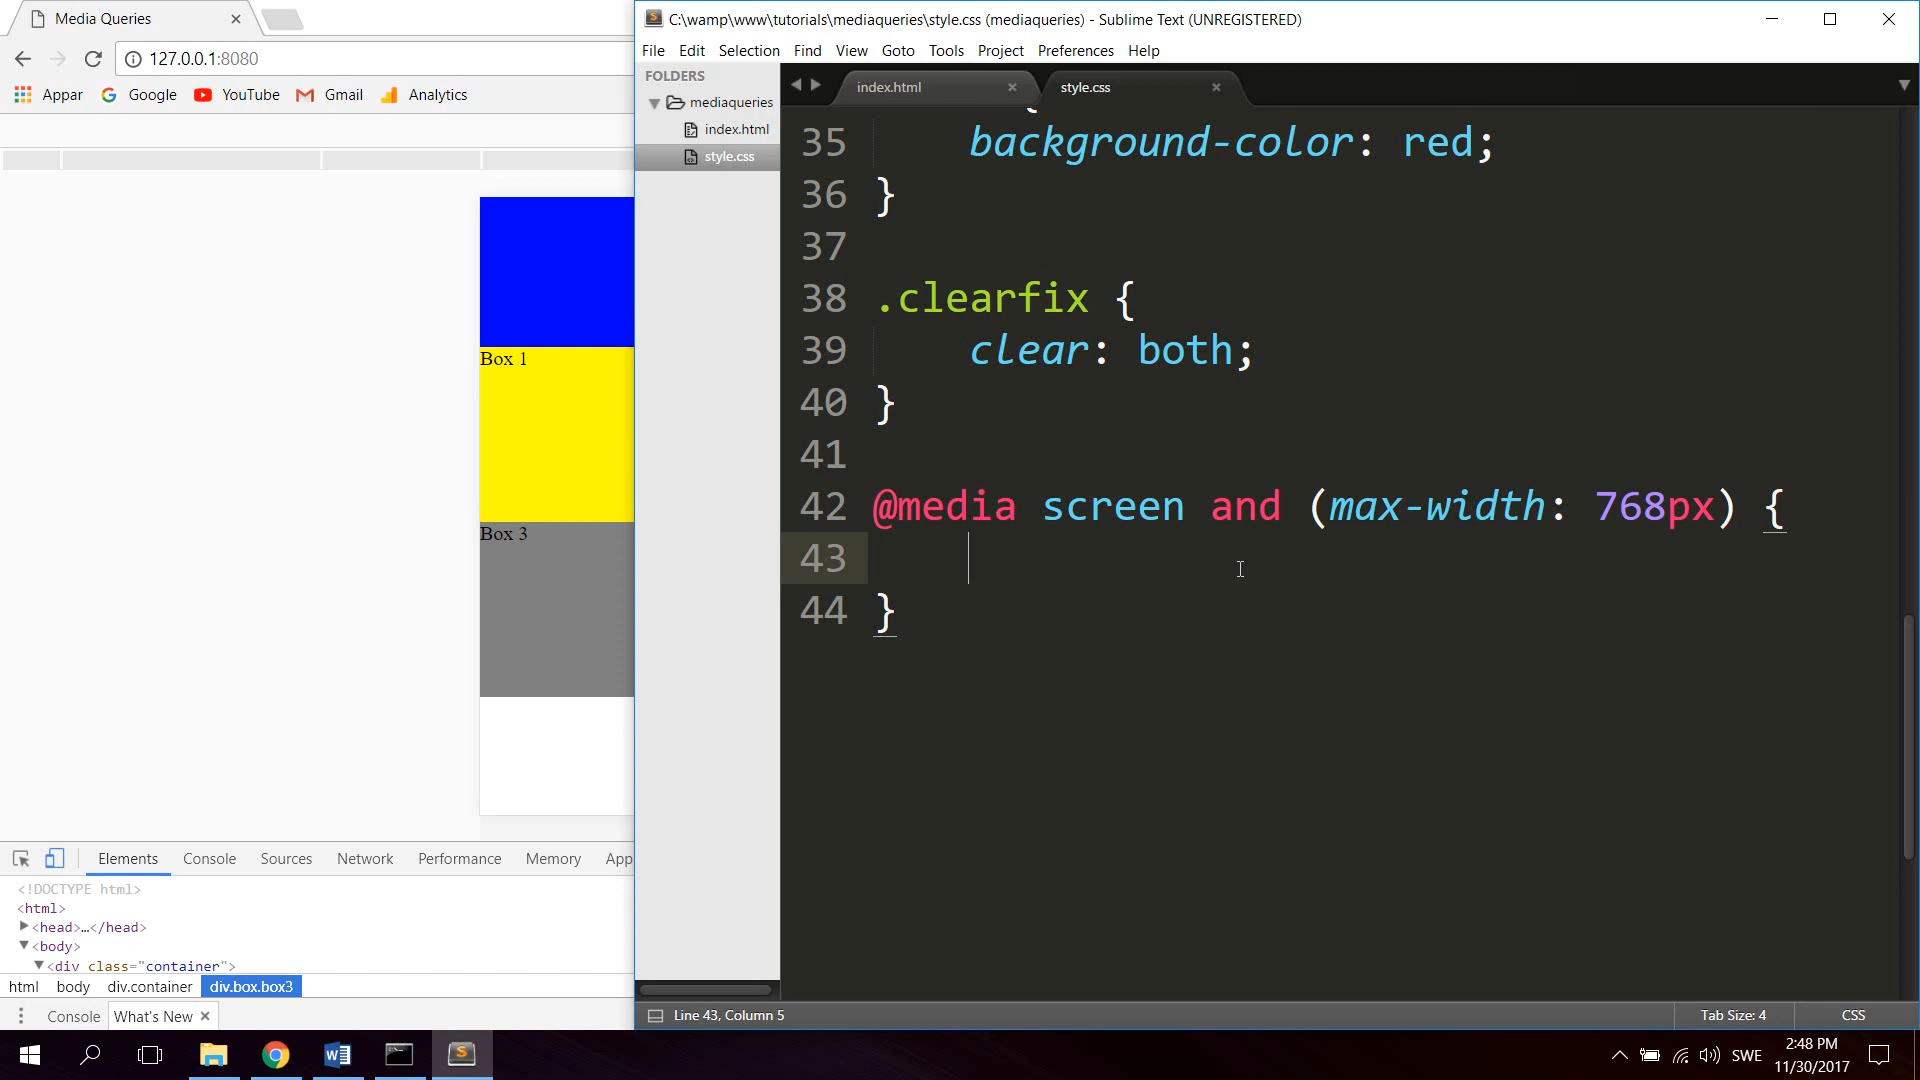 Media Queries
127.0.0.1:8080
Appar Google YouTube Gmail Analytics
Box 1
Box 3
Elements Console Sources Network Performance Memory App
<!DOCTYPE html>
<html>
<head>…</head>
<body>
<div class="container">
html body div.container div.box.box3
Console What's New
C:\wamp\www\tutorials\mediaqueries\style.css (mediaqueries) - Sublime Text (UNREGISTERED)
File Edit Selection Find View Goto Tools Project Preferences Help
FOLDERS
mediaqueries
index.html
style.css
index.html style.css
35 background-color: red;
36 }
37
38 .clearfix {
39 clear: both;
40 }
41
42 @media screen and (max-width: 768px) {
43
44 }
Line 43, Column 5 Tab Size: 4 CSS
SWE
2:48 PM
11/30/2017